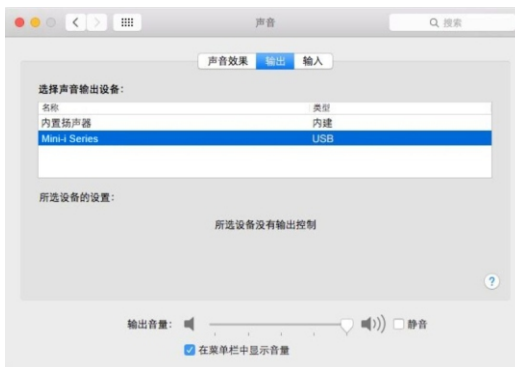 声音
搜索
声音效果 输出 输入
选择声音输出设备：
名称 类型
内置扬声器 内建
Mini-i Series USB
所选设备的设置：
所选设备没有输出控制
?
输出音量： 静音
在菜单栏中显示音量